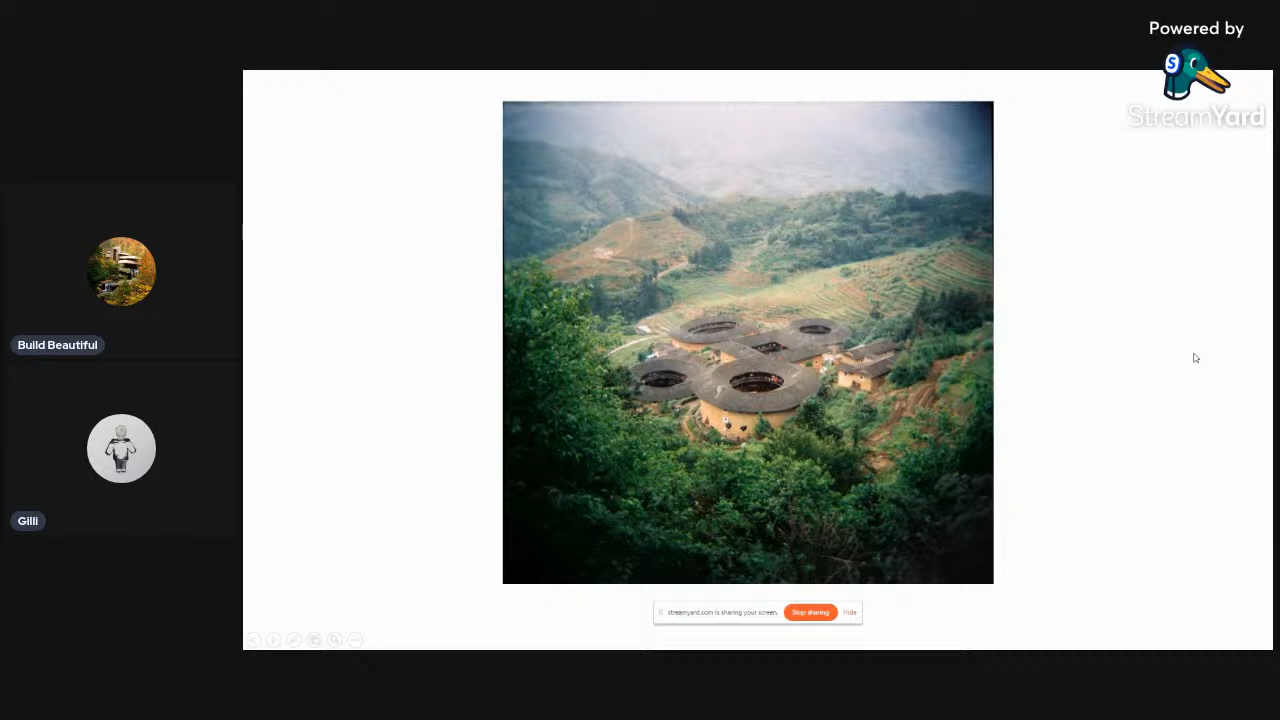 Powered by
StreamYard
Build Beautiful
Gilli
streamyard.com is sharing your screen.
Stop sharing
Hide